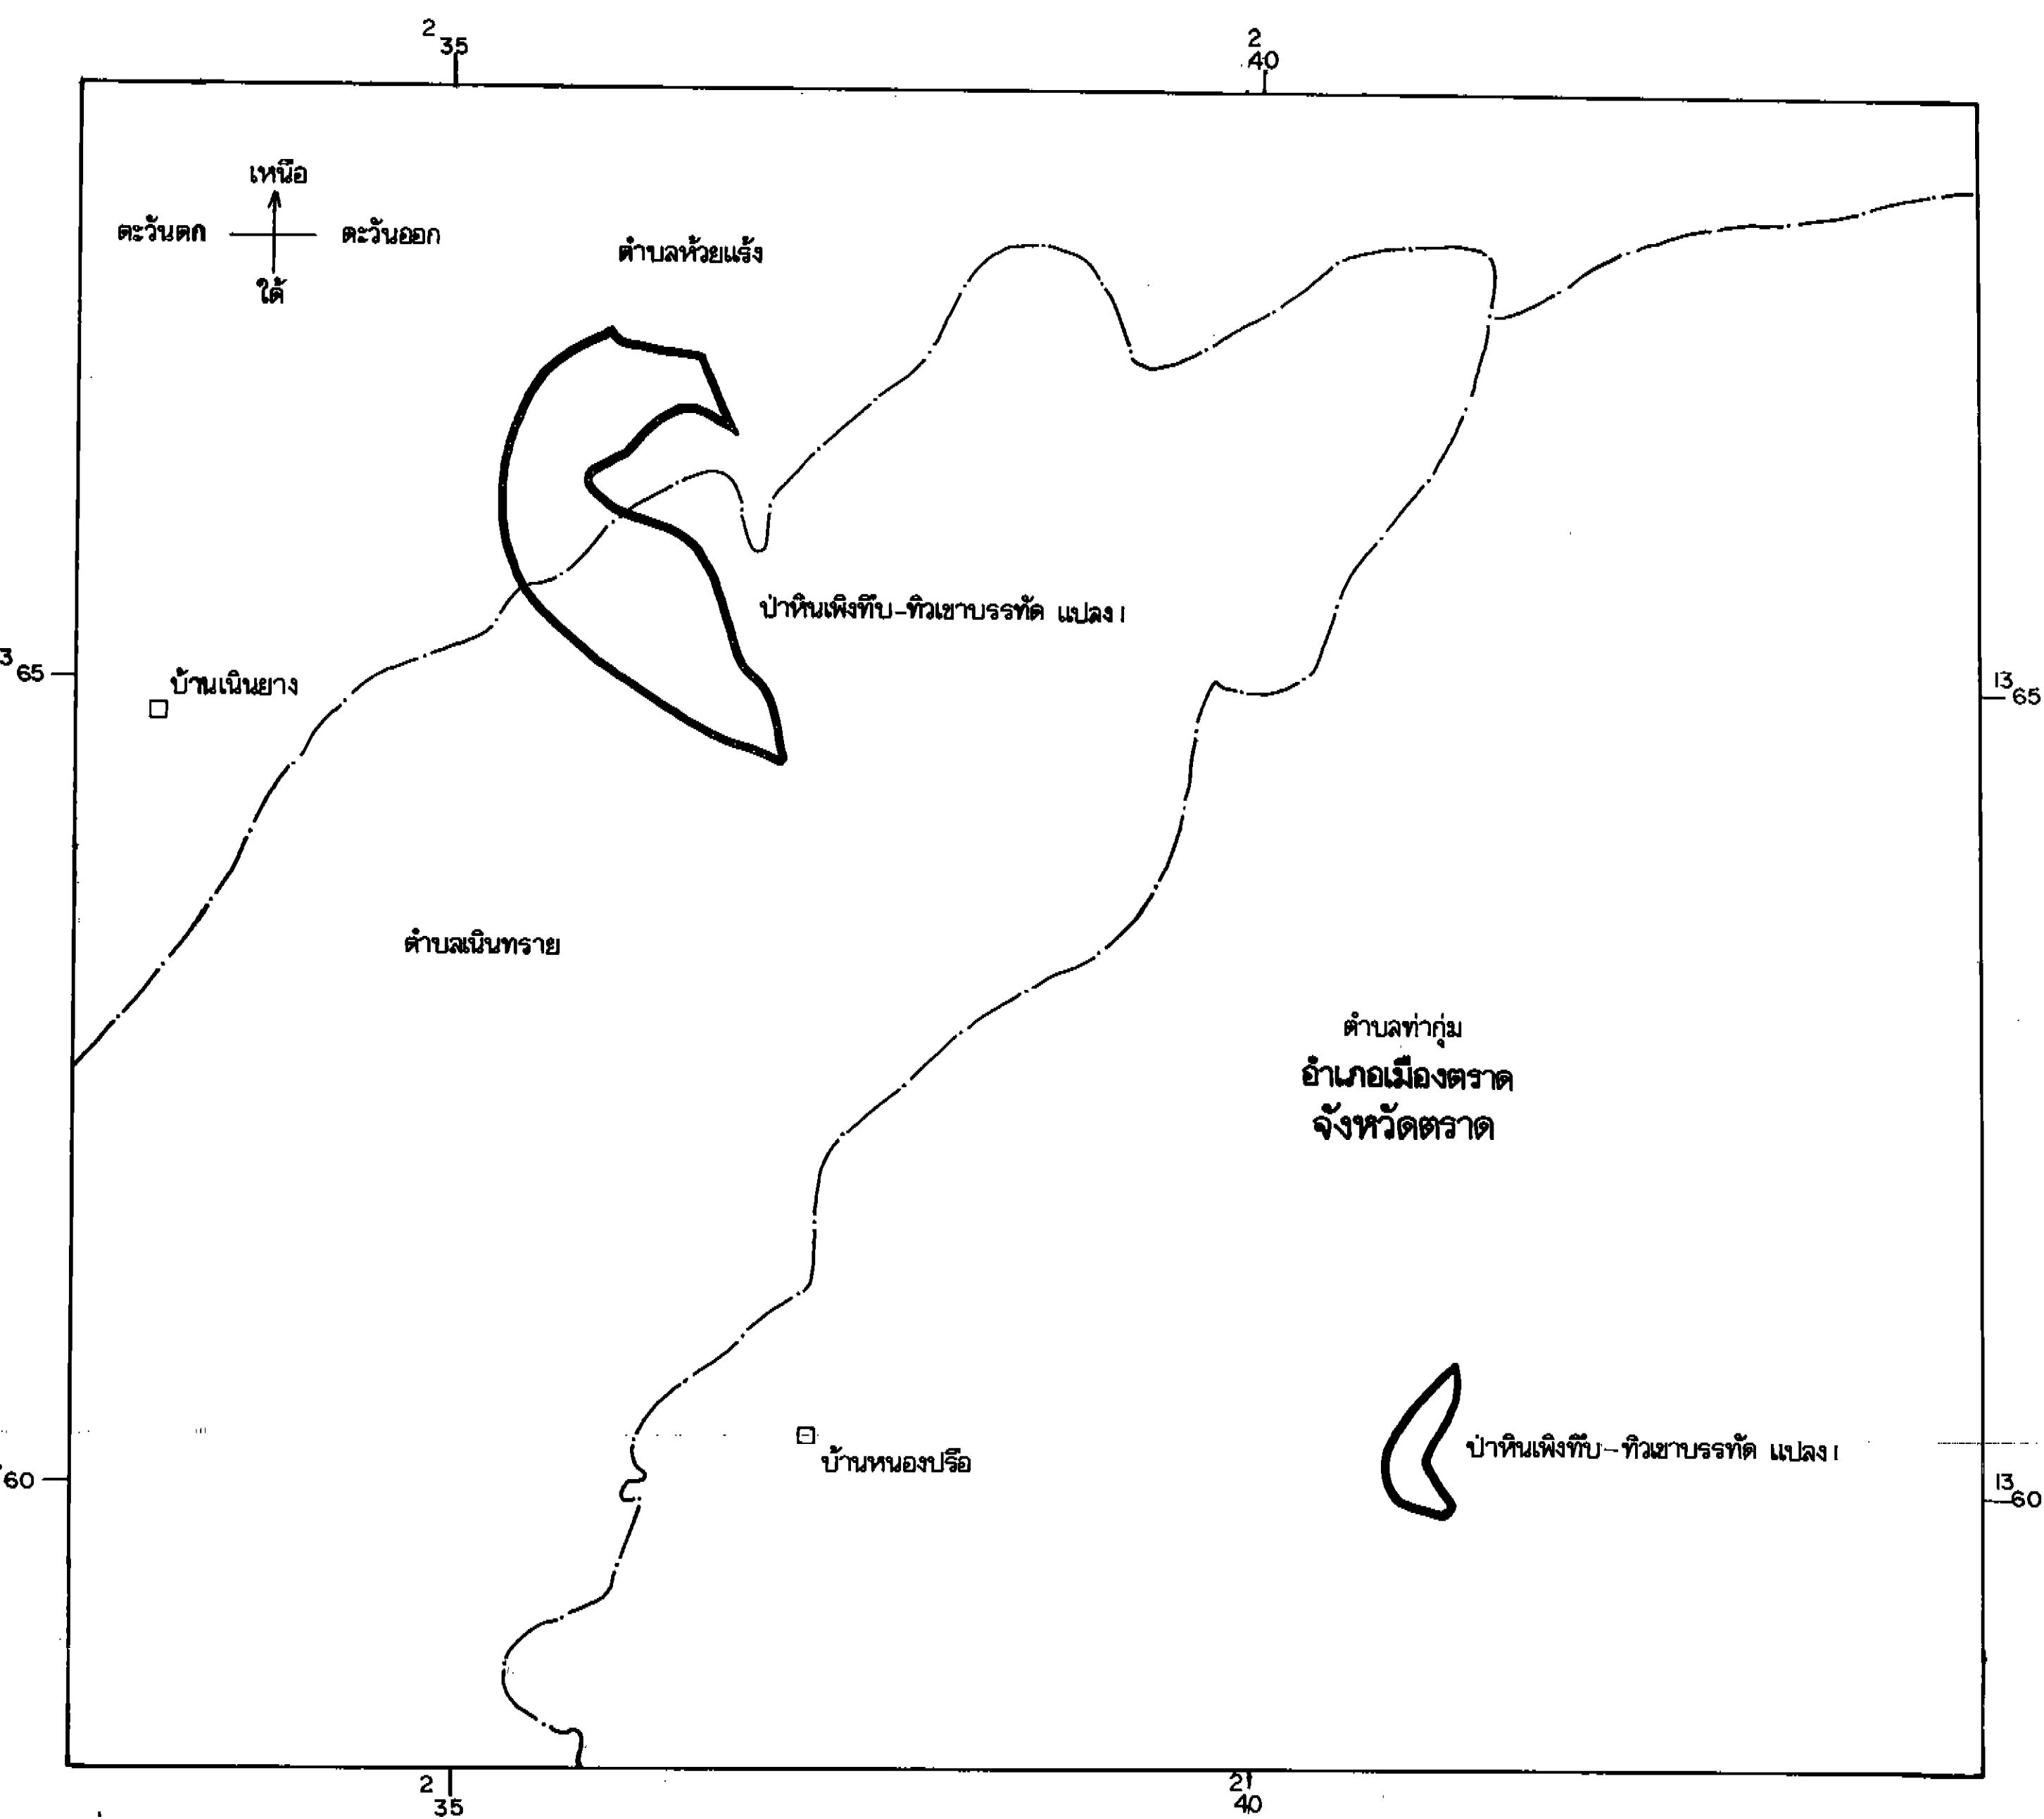 2 35
2 40
เหนือ
ตะวันตก ตะวันออก
ใต้
ตำบลห้วยแร้ง
ป่าหินเพิงทึบ-ทิวเขาบรรทัด แปลง 1
3 65
บ้านเนินยาง
13 65
ตำบลเนินทราย
ตำบลท่ากุ่ม
อำเภอเมืองตราด
จังหวัดตราด
ป่าหินเพิงทึบ-ทิวเขาบรรทัด แปลง 1
บ้านหนองปรือ
60
13 60
2 35
2 40